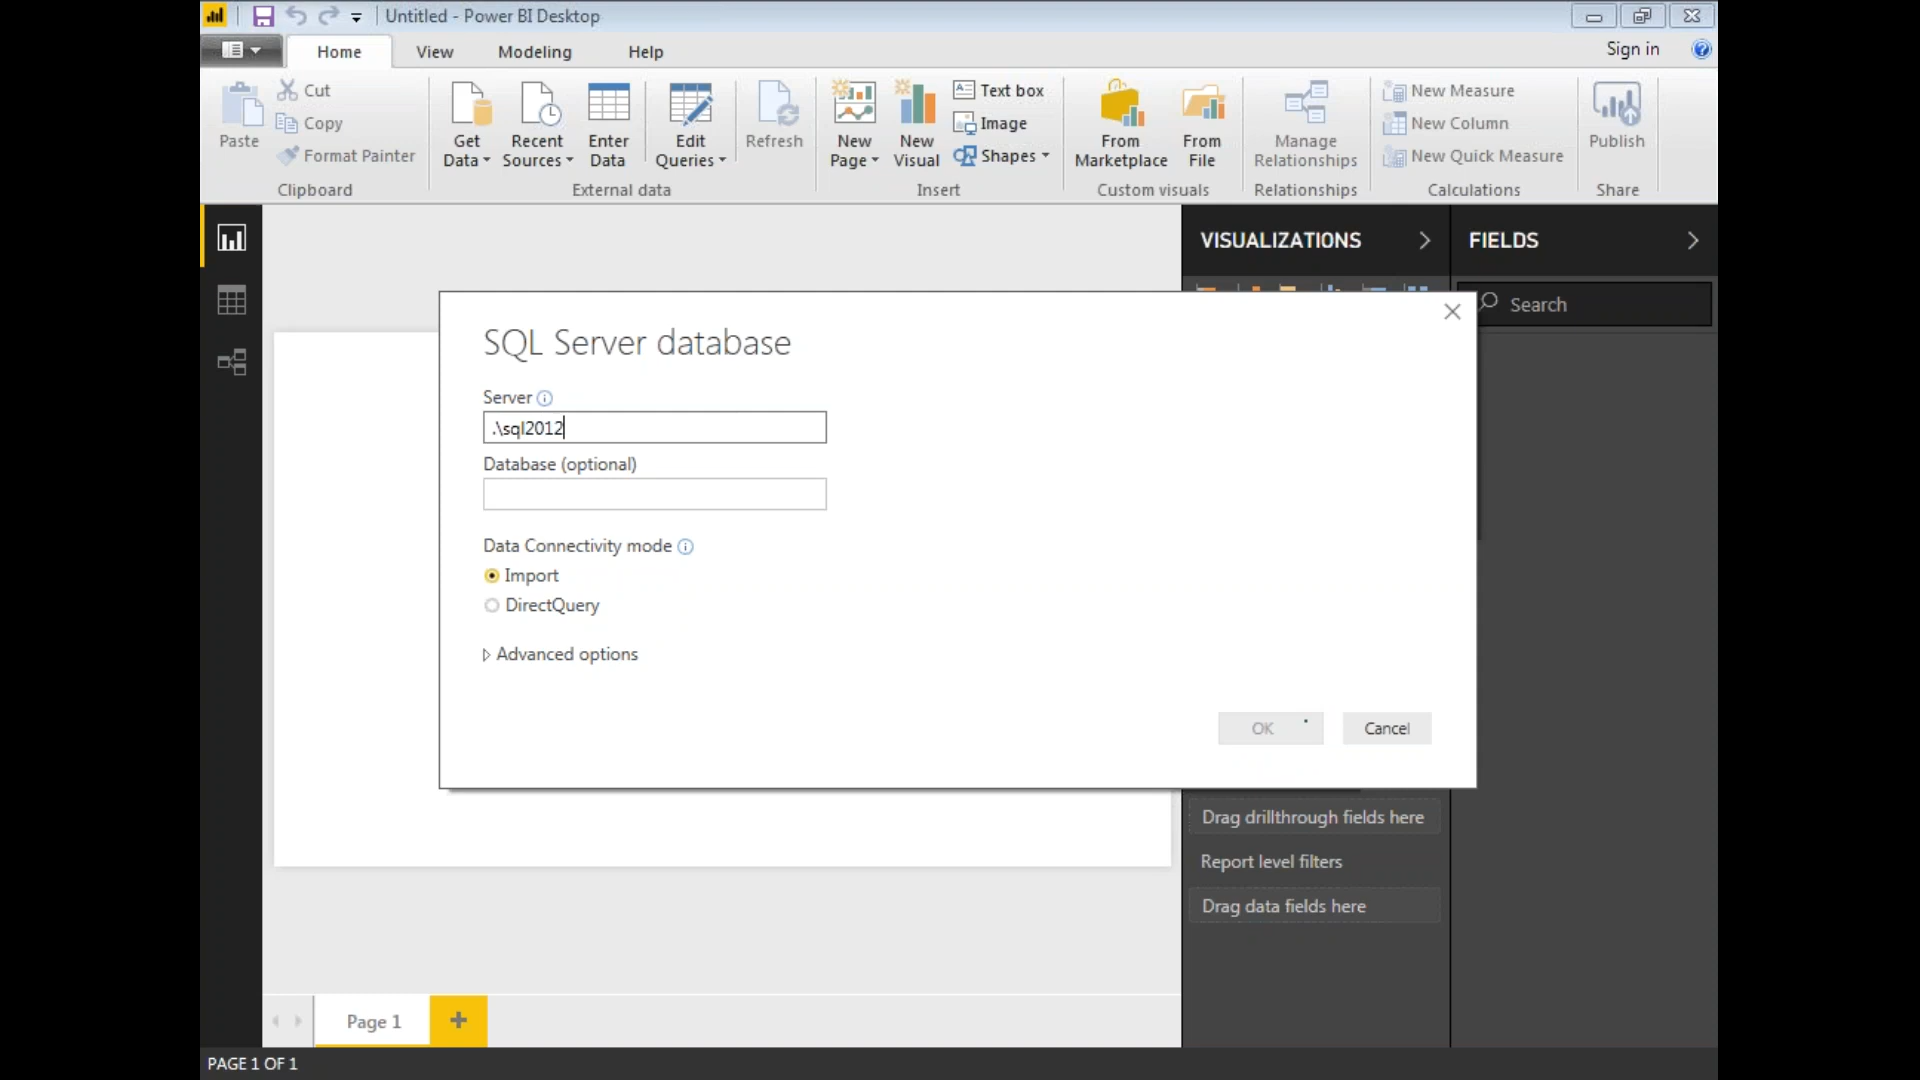 Untitled - Power BI Desktop
Home View Modeling Help Sign in
Paste
Cut
Copy
Format Painter
Clipboard
Get Data
Recent Sources
Enter Data
External data
Edit Queries
Refresh
New Page
New Visual
Text box
Image
Shapes
Insert
From Marketplace
From File
Custom visuals
Manage Relationships
Relationships
New Measure
New Column
New Quick Measure
Calculations
Publish
Share
VISUALIZATIONS
FIELDS
Search
SQL Server database
Server
.\sql2012
Database (optional)
Data Connectivity mode
Import
DirectQuery
Advanced options
OK Cancel
Drag drillthrough fields here
Report level filters
Drag data fields here
Page 1
PAGE 1 OF 1